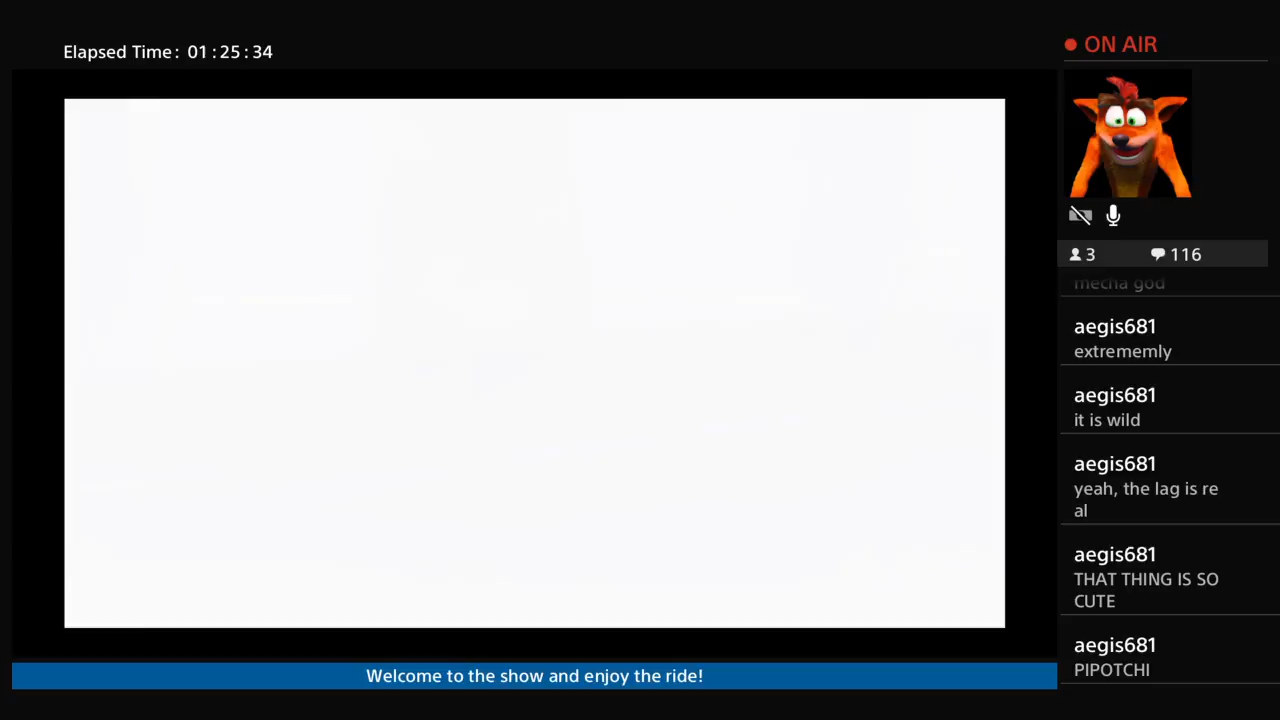 Elapsed Time: 01:25:34
ON AIR
3 116
mecha god
aegis681
extrememly
aegis681
it is wild
aegis681
yeah, the lag is re
al
aegis681
THAT THING IS SO
CUTE
aegis681
PIPOTCHI
Welcome to the show and enjoy the ride!